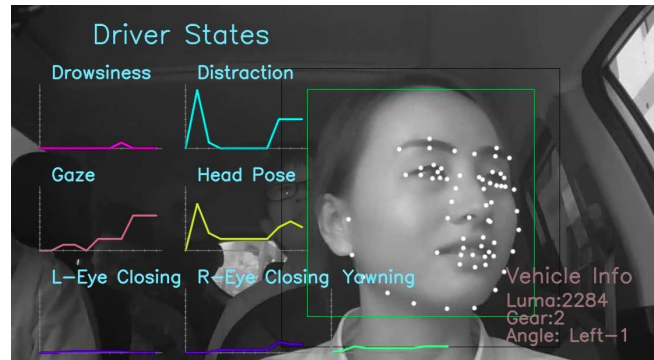 Driver States
Drowsiness Distraction
Gaze Head Pose
L-Eye Closing R-Eye Closing Yawning
Vehicle Info
Luma:2284
Gear:2
Angle: Left-1